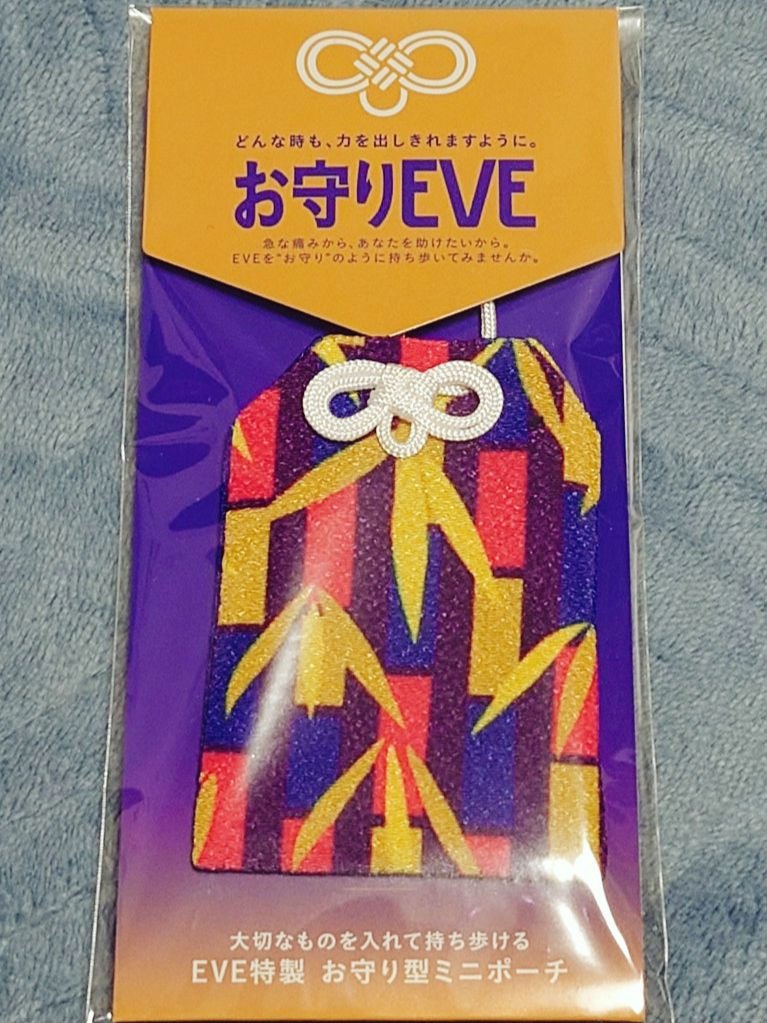 どんな時も、力を出しきれますように。
お守りEVE
急な痛みから、あなたを助けたいから。
EVEを"お守り"のように持ち歩いてみませんか。
大切なものを入れて持ち歩ける
EVE特製 お守り型ミニポーチ